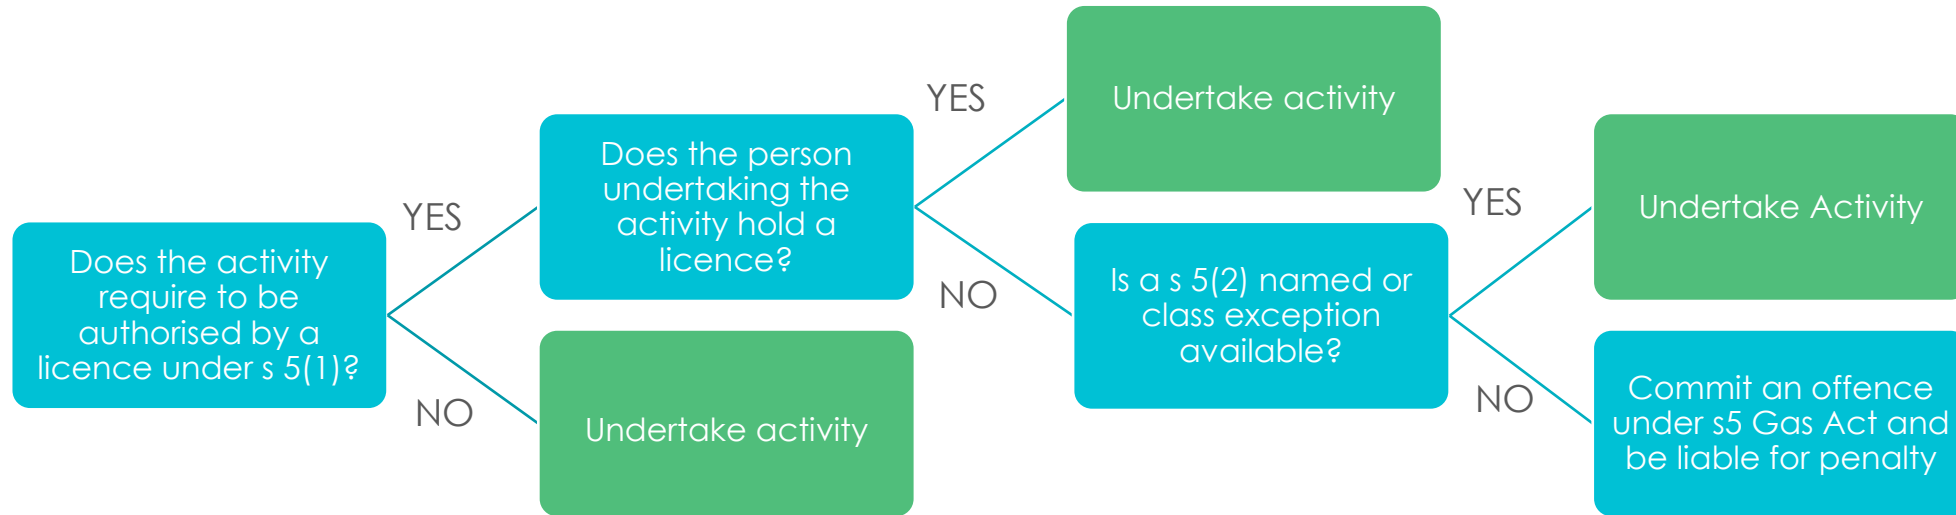 Does the activity
require to be
authorised by a
licence under s 5(1)?
YES
NO
Does the person
undertaking the
activity hold a
licence?
Undertake activity
YES
NO
Undertake activity
Is a s 5(2) named or
class exception
available?
YES
NO
Undertake Activity
Commit an offence
under s5 Gas Act and
be liable for penalty